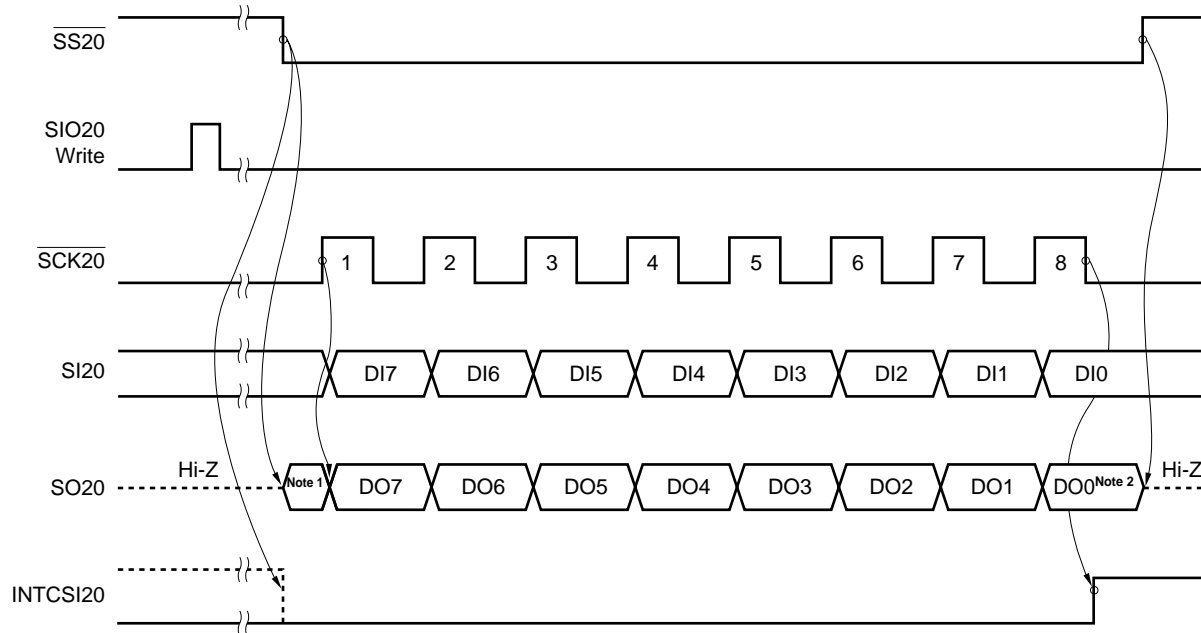 SS20
SIO20
Write
SCK20
1 2 3 4 5 6 7 8
SI20
DI7 DI6 DI5 DI4 DI3 DI2 DI1 DI0
Hi-Z
SO20
Note 1 DO7 DO6 DO5 DO4 DO3 DO2 DO1 DO0 Note 2
Hi-Z
INTCSI20